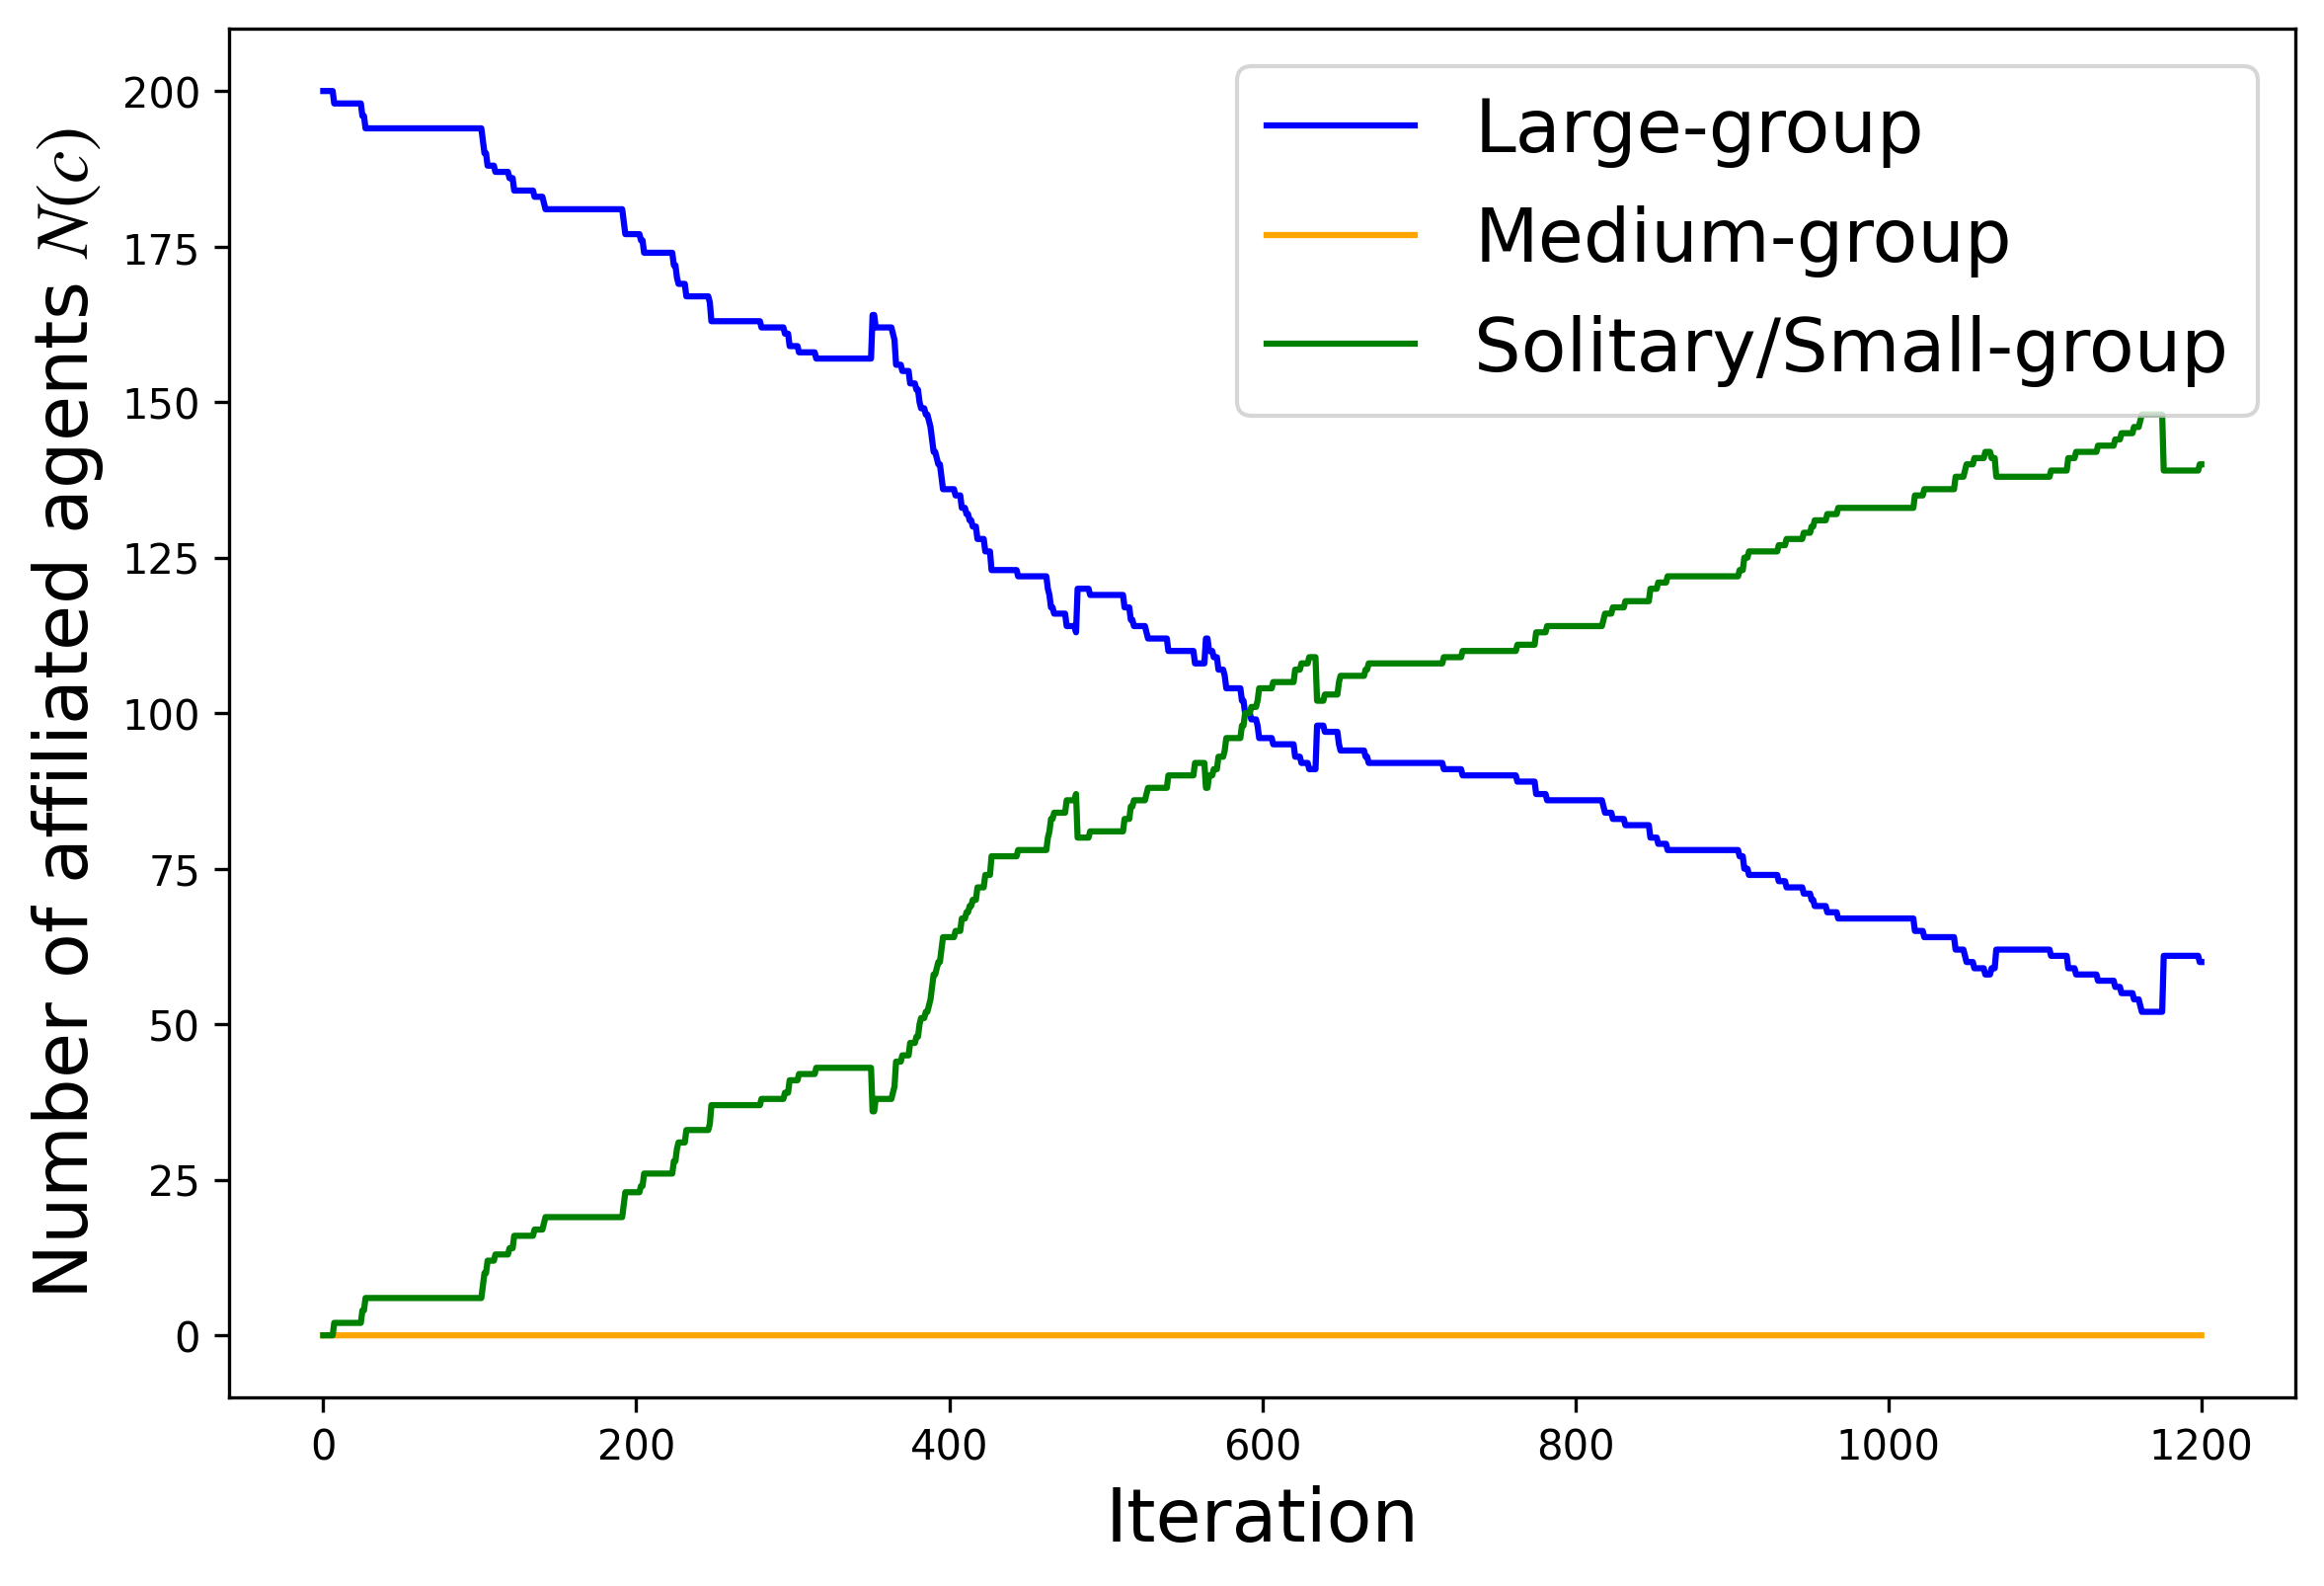 Number of affiliated agents N(c)
200
175
150
125
100
75
50
25
0
Large-group
Medium-group
Solitary/Small-group
0 200 400 600 800 1000 1200
Iteration